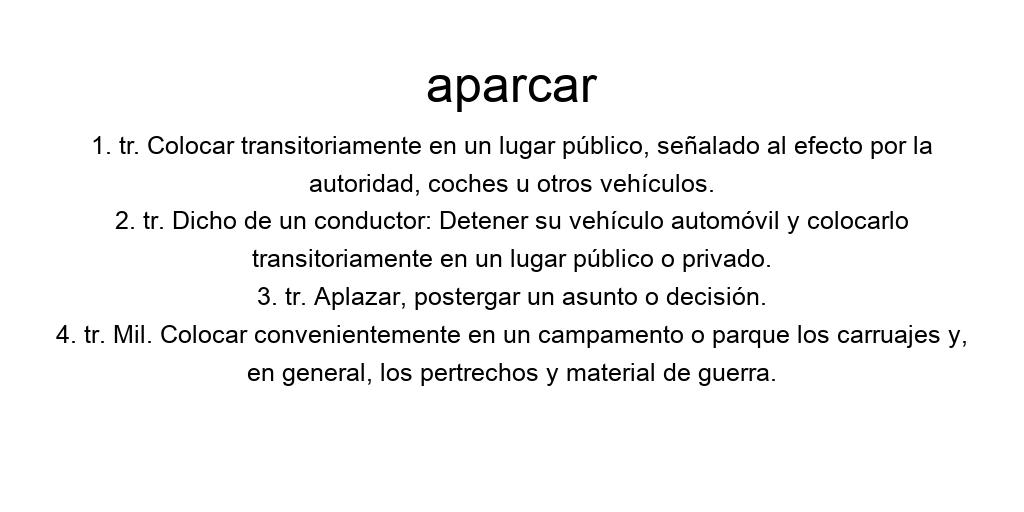 aparcar
1. tr. Colocar transitoriamente en un lugar público, señalado al efecto por la
autoridad, coches u otros vehículos.
2. tr. Dicho de un conductor: Detener su vehículo automóvil y colocarlo
transitoriamente en un lugar público o privado.
3. tr. Aplazar, postergar un asunto o decisión.
4. tr. Mil. Colocar convenientemente en un campamento o parque los carruajes y,
en general, los pertrechos y material de guerra.